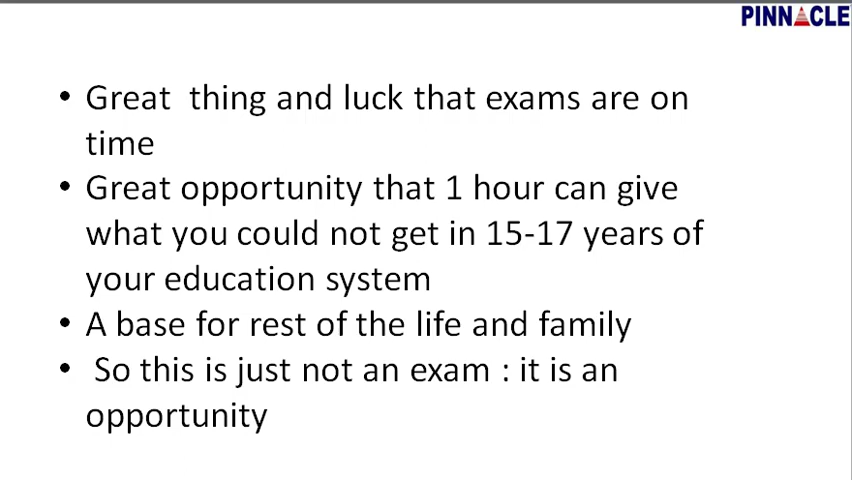 PINNACLE
• Great  thing and luck that exams are on
time
• Great opportunity that 1 hour can give
what you could not get in 15-17 years of
your education system
• A base for rest of the life and family
•  So this is just not an exam : it is an
opportunity